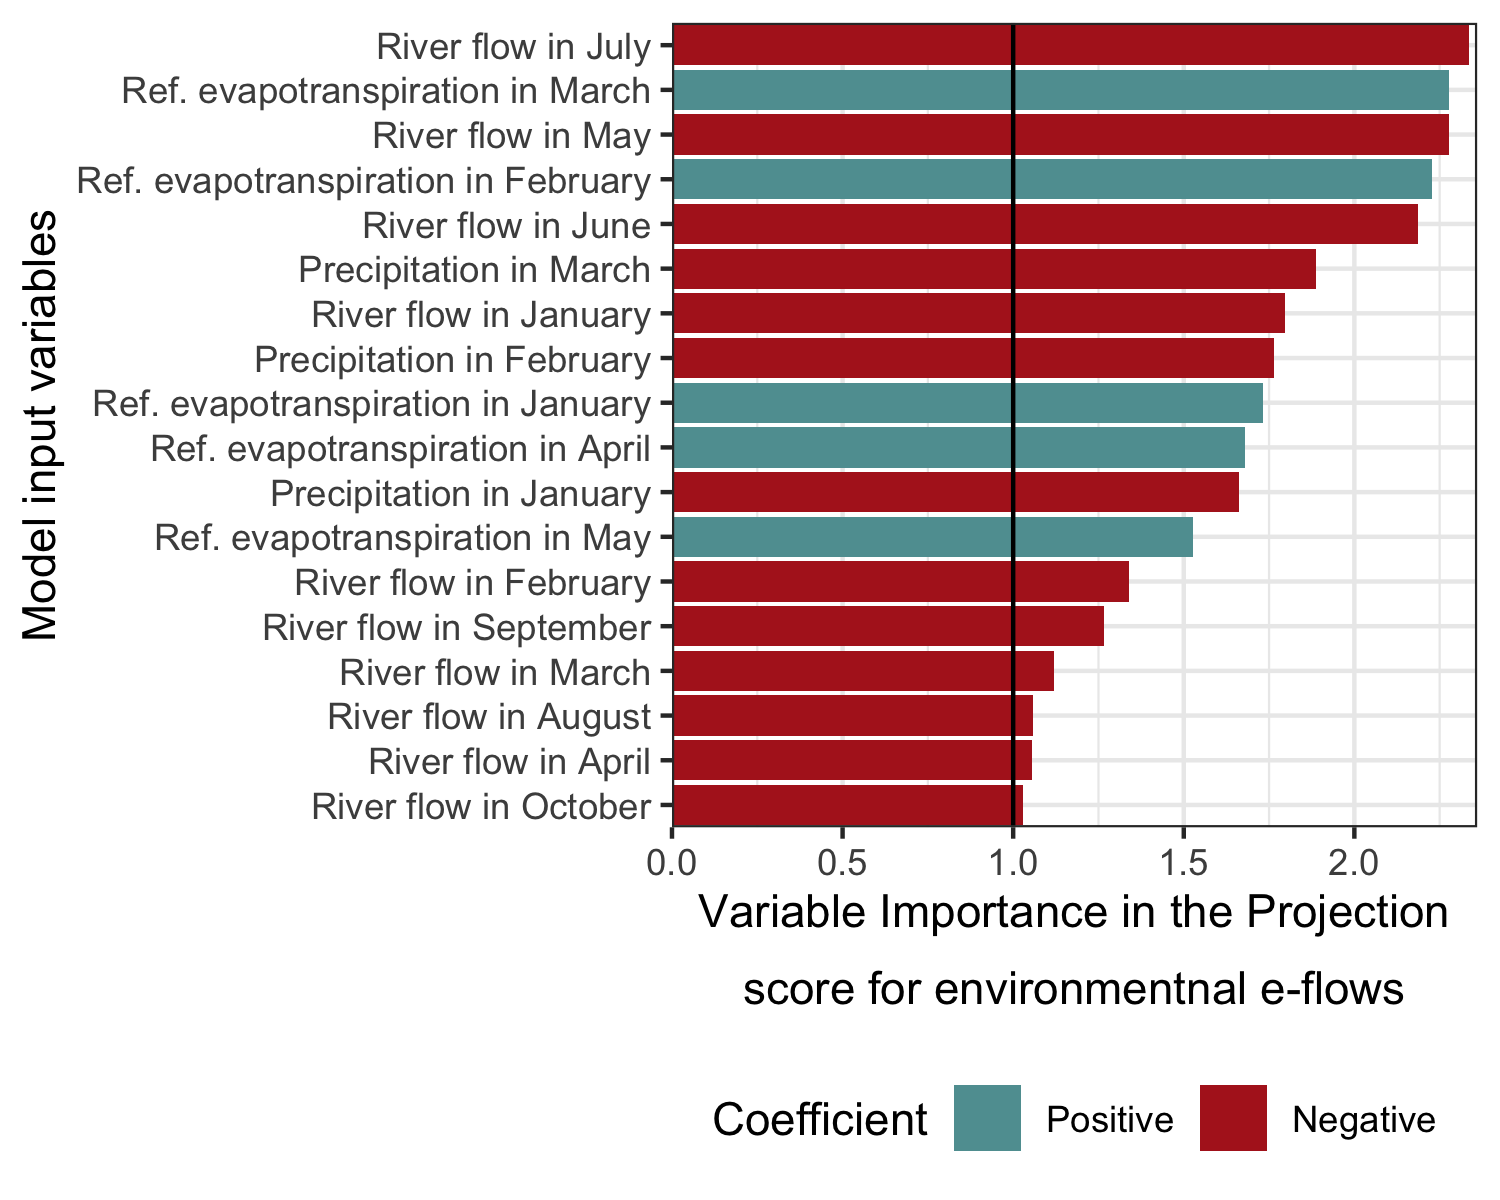 Model input variables
River flow in July
Ref. evapotranspiration in March
River flow in May
Ref. evapotranspiration in February
River flow in June
Precipitation in March
River flow in January
Precipitation in February
Ref. evapotranspiration in January
Ref. evapotranspiration in April
Precipitation in January
Ref. evapotranspiration in May
River flow in February
River flow in September
River flow in March
River flow in August
River flow in April
River flow in October
0.0 0.5 1.0 1.5 2.0
Variable Importance in the Projection
score for environmentnal e-flows
Coefficient Positive Negative